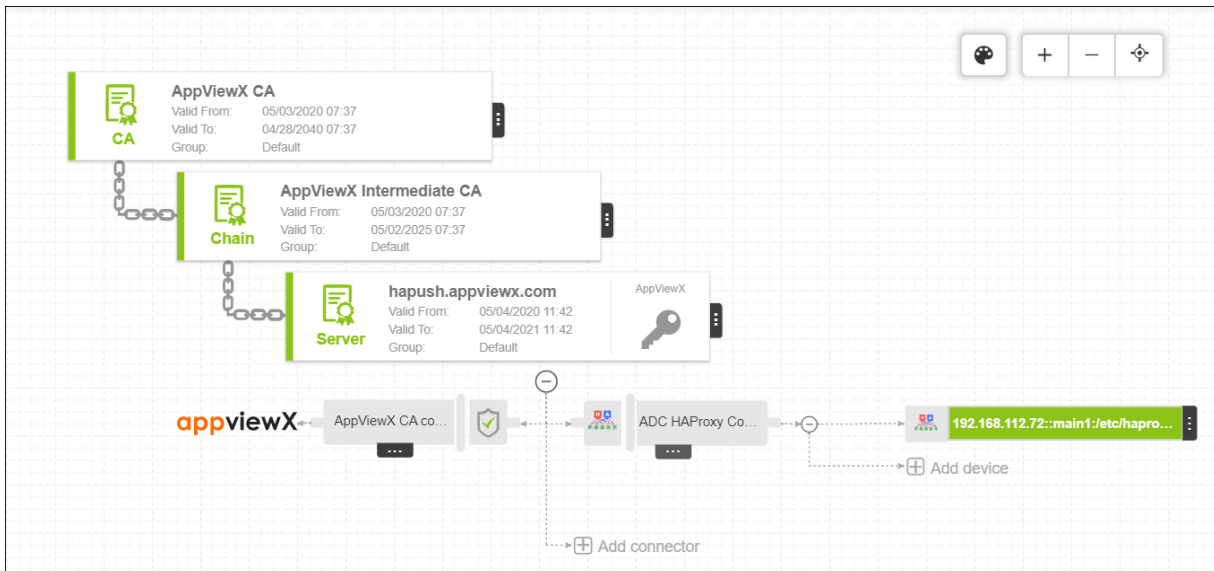 AppViewX CA
Valid From: 05/03/2020 07:37
Valid To: 04/28/2040 07:37
Group: Default
CA
AppViewX Intermediate CA
Valid From: 05/03/2020 07:37
Valid To: 05/02/2025 07:37
Group: Default
Chain
hapush.appviewx.com
Valid From: 05/04/2020 11:42
Valid To: 05/04/2021 11:42
Group: Default
Server
AppViewX
appviewX
AppViewX CA co...
HA
PROXY
ADC HAProxy Co...
HA
PROXY
192.168.112.72::main1:/etc/hapro...
Add device
Add connector